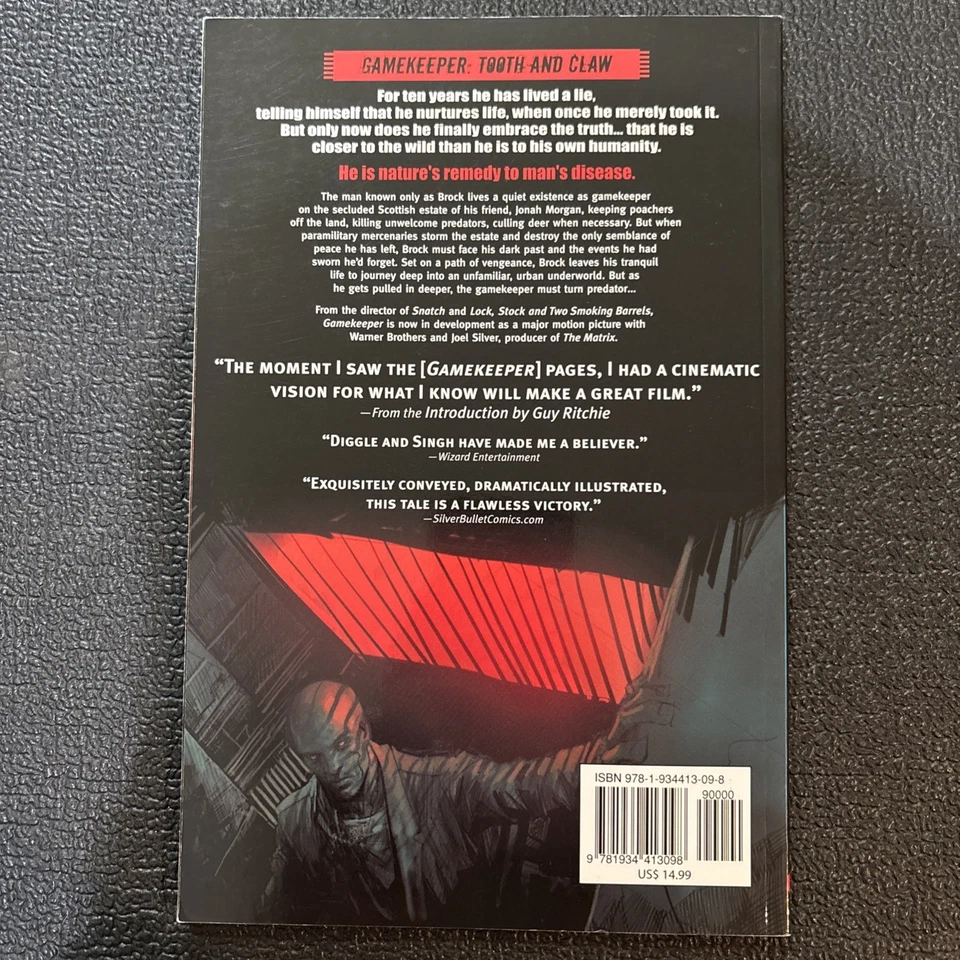 GAMEKEEPER: TOOTH AND CLAW
For ten years he has lived a lie,
telling himself that he nurtures life, when once he merely took it.
But only now does he finally embrace the truth... that he is
closer to the wild than he is to his own humanity.
He is nature's remedy to man's disease.
The man known only as Brock lives a quiet existence as gamekeeper
on the secluded Scottish estate of his friend, Jonah Morgan, keeping poachers
off the land, killing unwelcome predators, culling deer when necessary. But when
paramilitary mercenaries storm the estate and destroy the only semblance of
peace he has left, Brock must face his dark past and the events he had
sworn he'd forget. Set on a path of vengeance, Brock leaves his tranquil
life to journey deep into an unfamiliar, urban underworld. But as
he gets pulled in deeper, the gamekeeper must turn predator...
From the director of Snatch and Lock, Stock and Two Smoking Barrels,
Gamekeeper is now in development as a major motion picture with
Warner Brothers and Joel Silver, producer of The Matrix.
“THE MOMENT I SAW THE [GAMEKEEPER] PAGES, I HAD A CINEMATIC
VISION FOR WHAT I KNOW WILL MAKE A GREAT FILM.”
—From the Introduction by Guy Ritchie
“DIGGLE AND SINGH HAVE MADE ME A BELIEVER.”
—Wizard Entertainment
“EXQUISITELY CONVEYED, DRAMATICALLY ILLUSTRATED,
THIS TALE IS A FLAWLESS VICTORY.”
—SilverBulletComics.com
ISBN 978-1-934413-09-8
90000
9 781934 413098
US$ 14.99